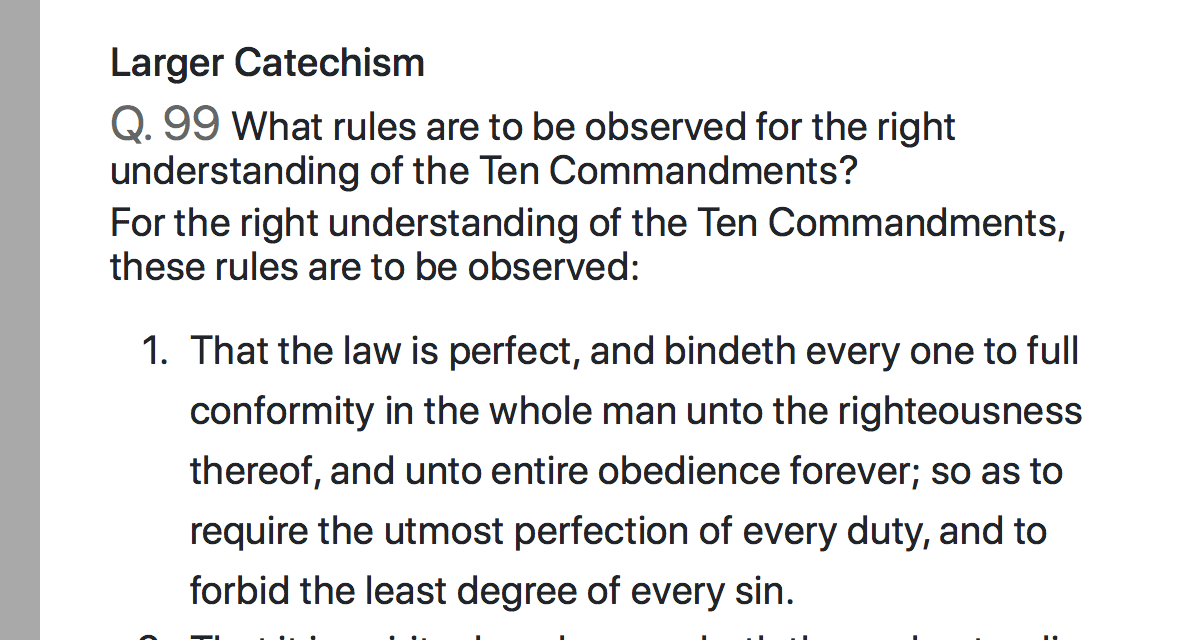 Larger Catechism
Q. 99 What rules are to be observed for the right
understanding of the Ten Commandments?
For the right understanding of the Ten Commandments,
these rules are to be observed:
1. That the law is perfect, and bindeth every one to full
conformity in the whole man unto the righteousness
thereof, and unto entire obedience forever; so as to
require the utmost perfection of every duty, and to
forbid the least degree of every sin.